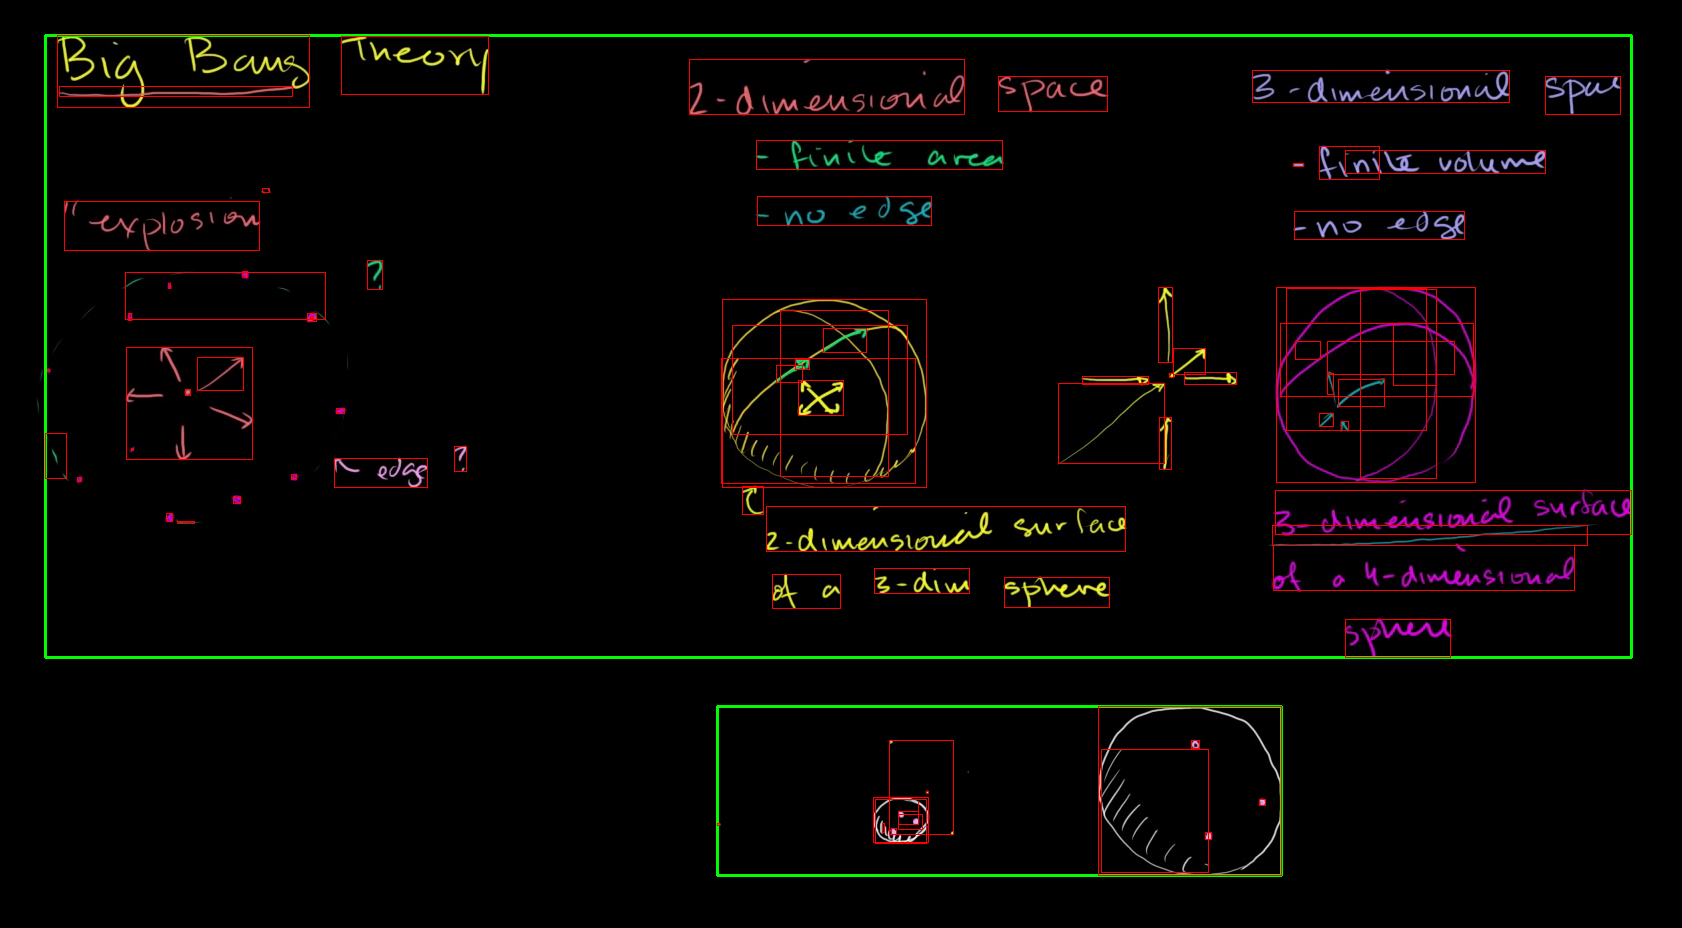 Big Bang Theory
"explosion
?
edge ?
2-dimensional space
- finite area
- no edge
2-dimensional surface
of a 3-dim sphere
3-dimensional spac
- finite volume
- no edge
3-dimensional surface
of a 4-dimensional
sphere